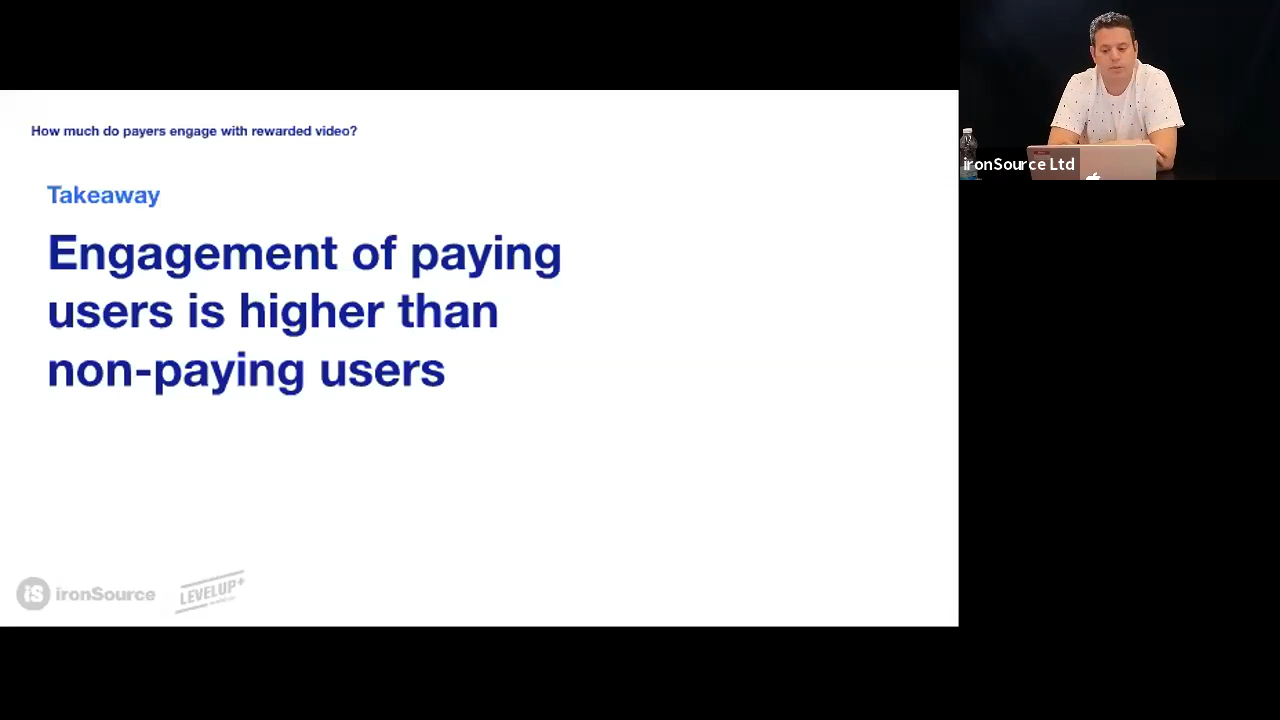 How much do payers engage with rewarded video?
Takeaway
Engagement of paying
users is higher than
non-paying users
iS ironSource
LEVELUP+
ironSource Ltd